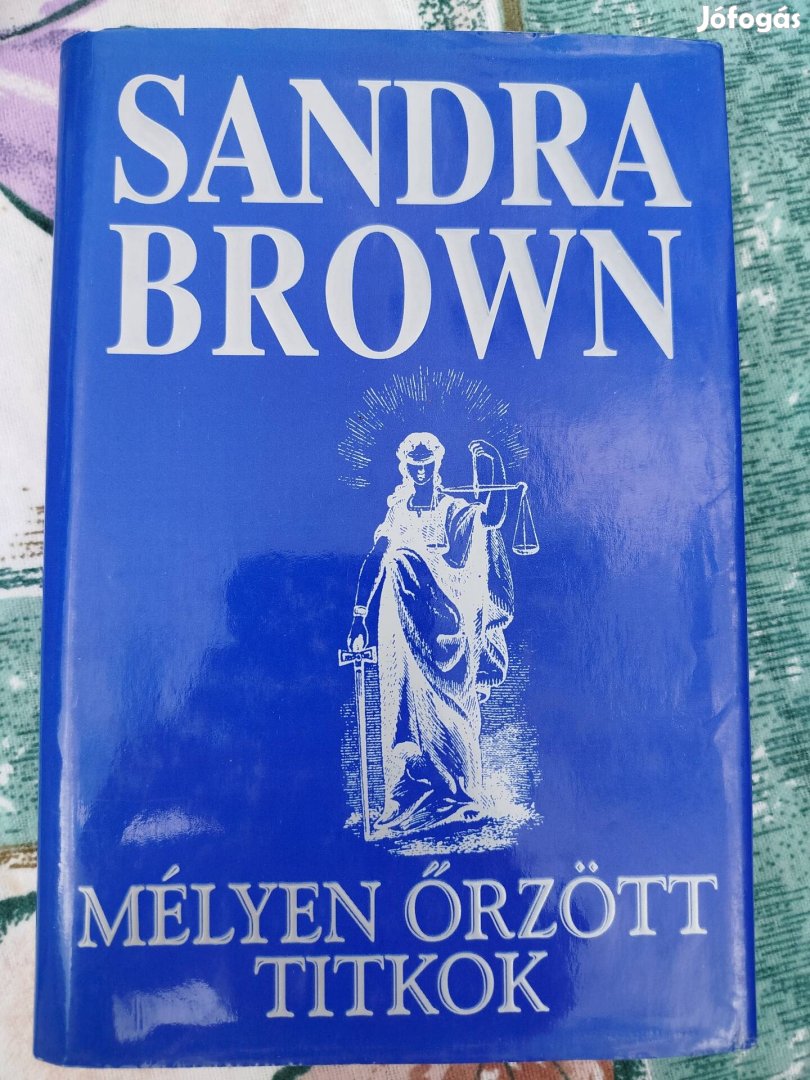 Jófogás
SANDRA
BROWN
MÉLYEN ŐRZÖTT
TITKOK